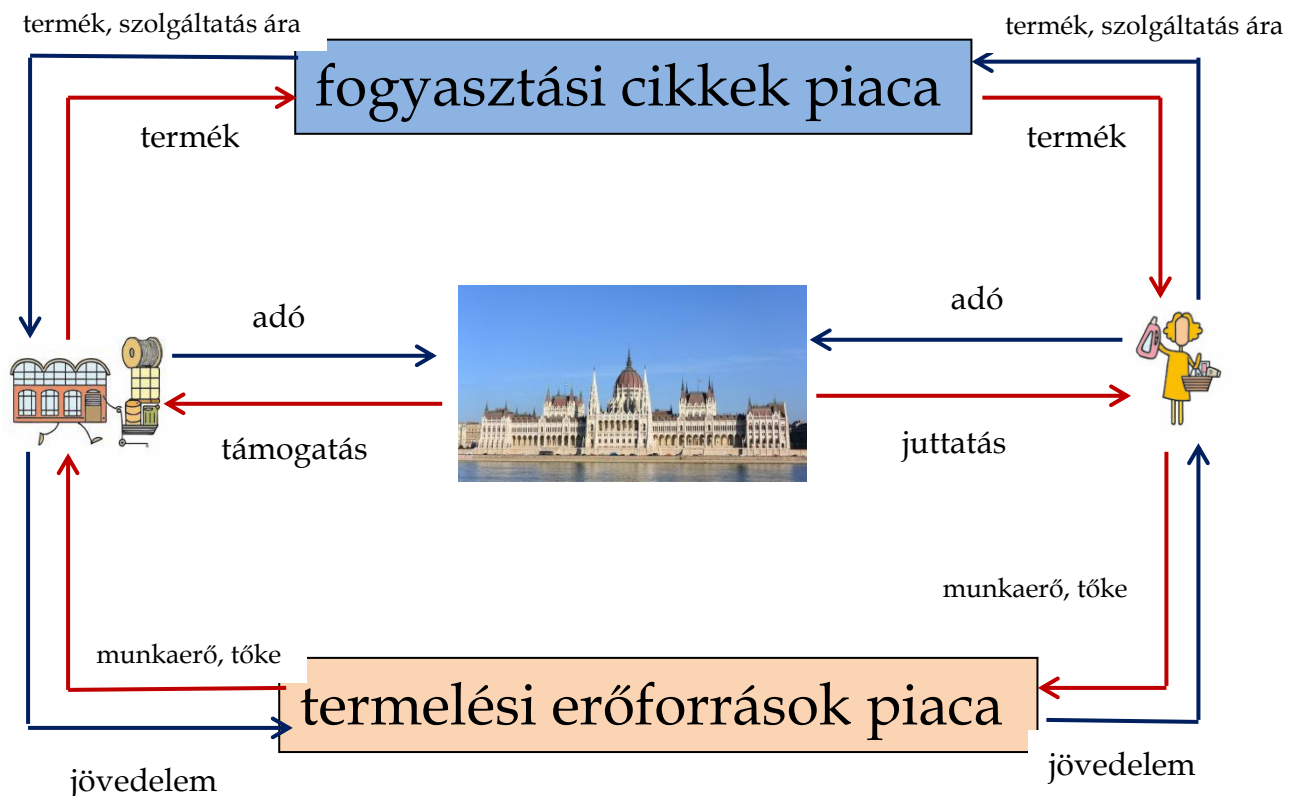 termék, szolgáltatás ára
termék, szolgáltatás ára
fogyasztási cikkek piaca
termék
termék
adó
adó
támogatás
juttatás
munkaerő, tőke
munkaerő, tőke
termelési erőforrások piaca
jövedelem
jövedelem